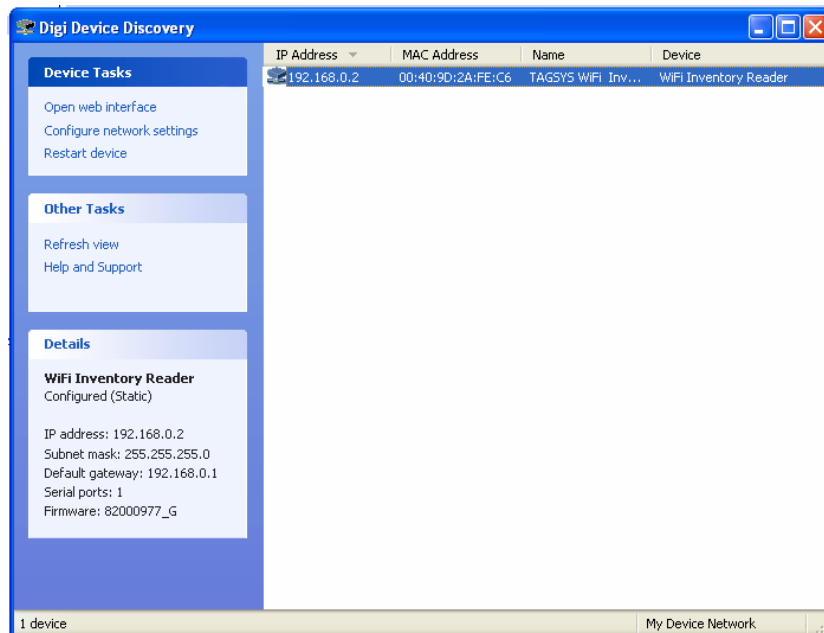 Digi Device Discovery
Device Tasks
Open web interface
Configure network settings
Restart device
Other Tasks
Refresh view
Help and Support
Details
WiFi Inventory Reader
Configured (Static)
IP address: 192.168.0.2
Subnet mask: 255.255.255.0
Default gateway: 192.168.0.1
Serial ports: 1
Firmware: 82000977_G
IP Address MAC Address Name Device
192.168.0.2 00:40:9D:2A:FE:C6 TAGSYS WiFi Inv... WiFi Inventory Reader
1 device My Device Network